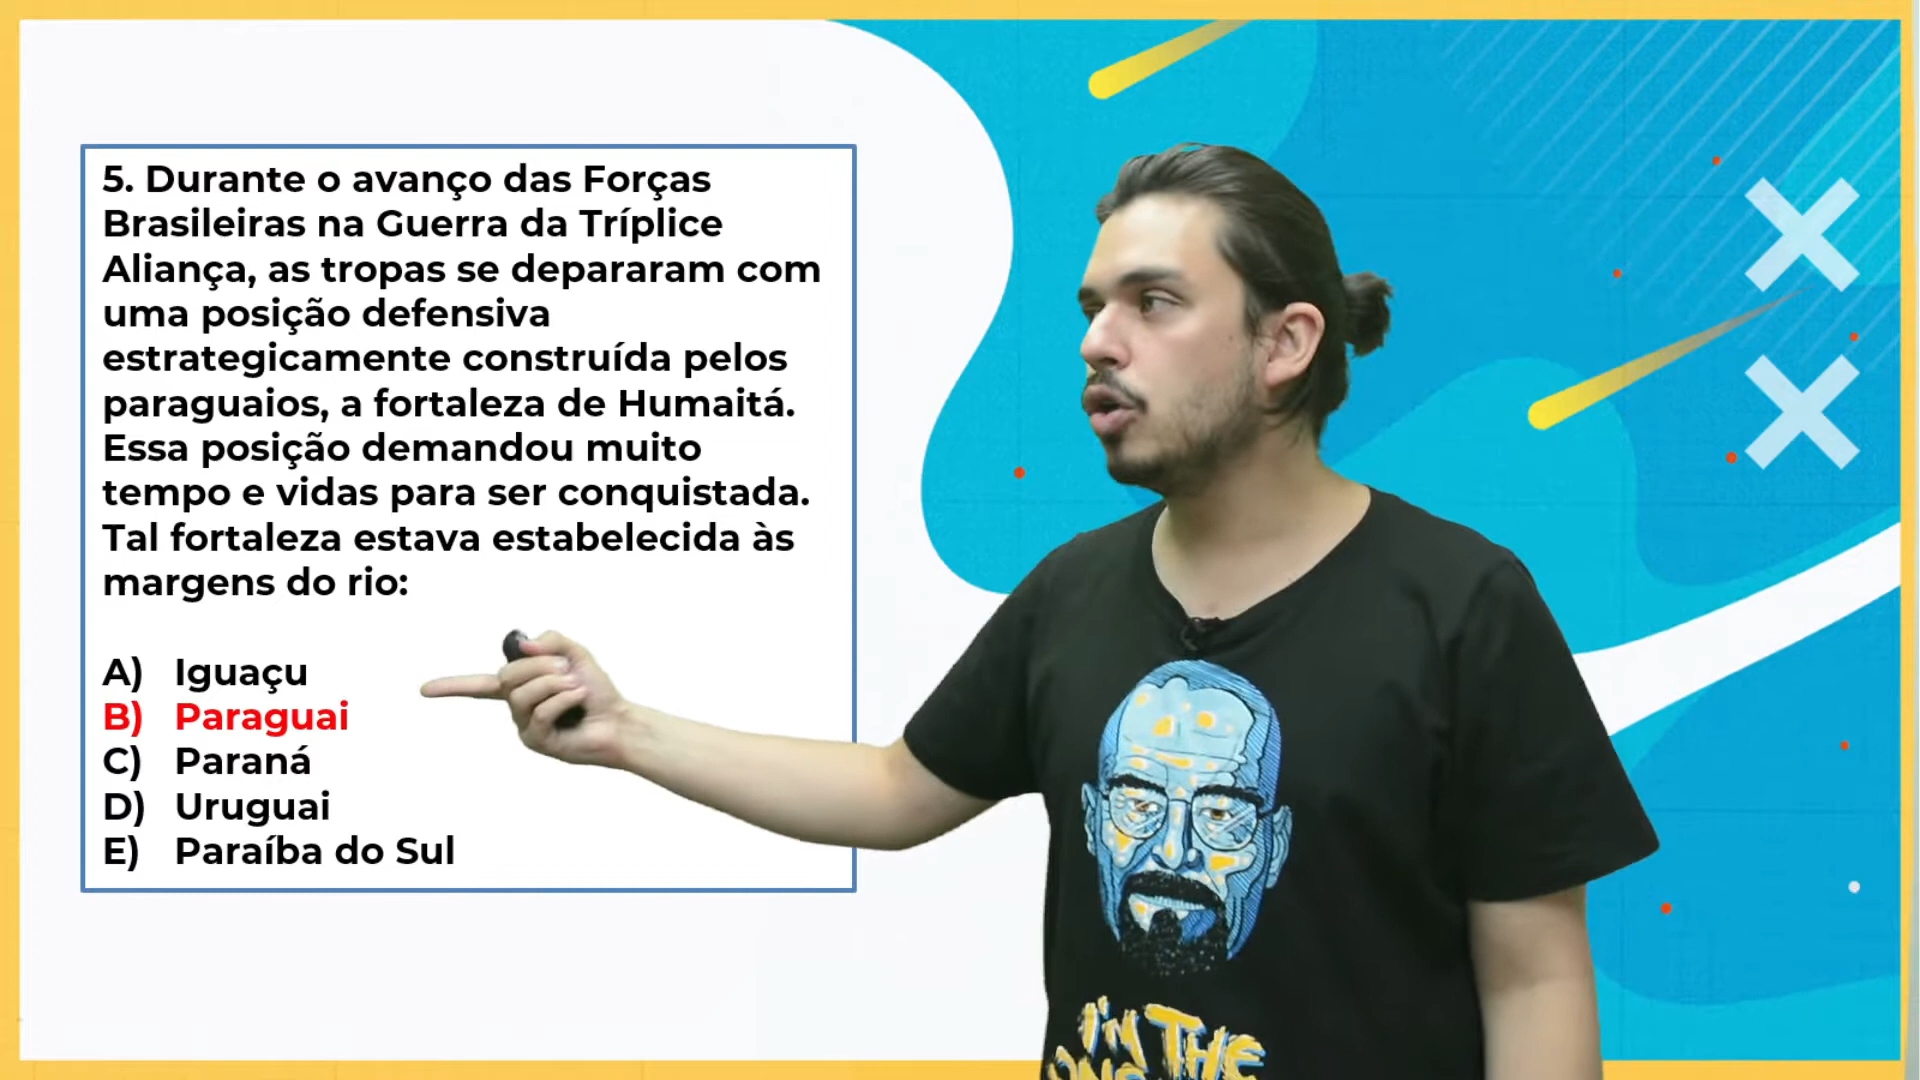 5. Durante o avanço das Forças
Brasileiras na Guerra da Tríplice
Aliança, as tropas se depararam com
uma posição defensiva
estrategicamente construída pelos
paraguaios, a fortaleza de Humaitá.
Essa posição demandou muito
tempo e vidas para ser conquistada.
Tal fortaleza estava estabelecida às
margens do rio:
A) Iguaçu
B) Paraguai
C) Paraná
D) Uruguai
E) Paraíba do Sul
I'M THE